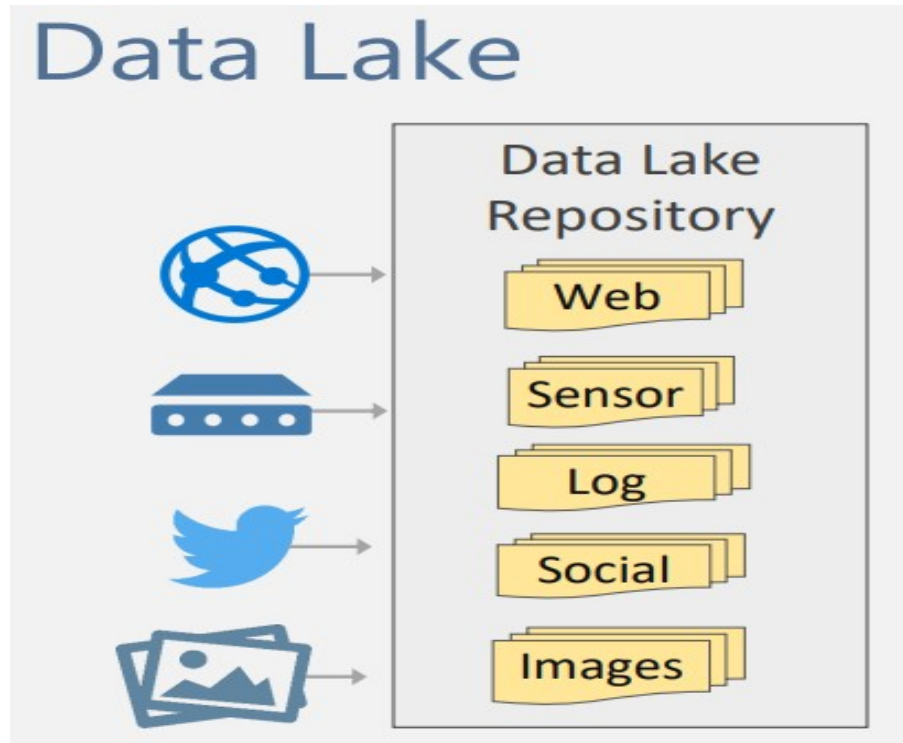 Data Lake
Data Lake
Repository
Web
Sensor
Log
Social
Images